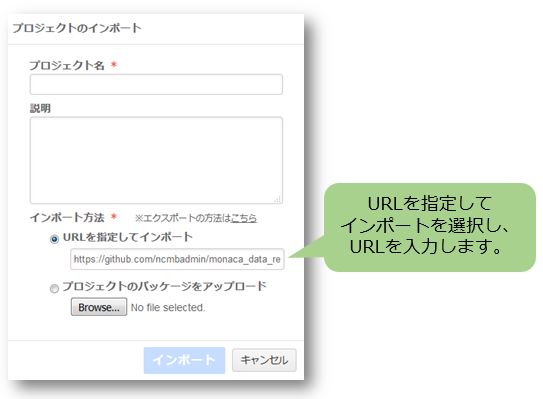 プロジェクトのインポート
プロジェクト名 *
説明
インポート方法 * ※エクスポートの方法はこちら
URLを指定してインポート
https://github.com/ncmbadmin/monaca_data_re
プロジェクトのパッケージをアップロード
Browse... No file selected.
インポート キャンセル
URLを指定して
インポートを選択し、
URLを入力します。